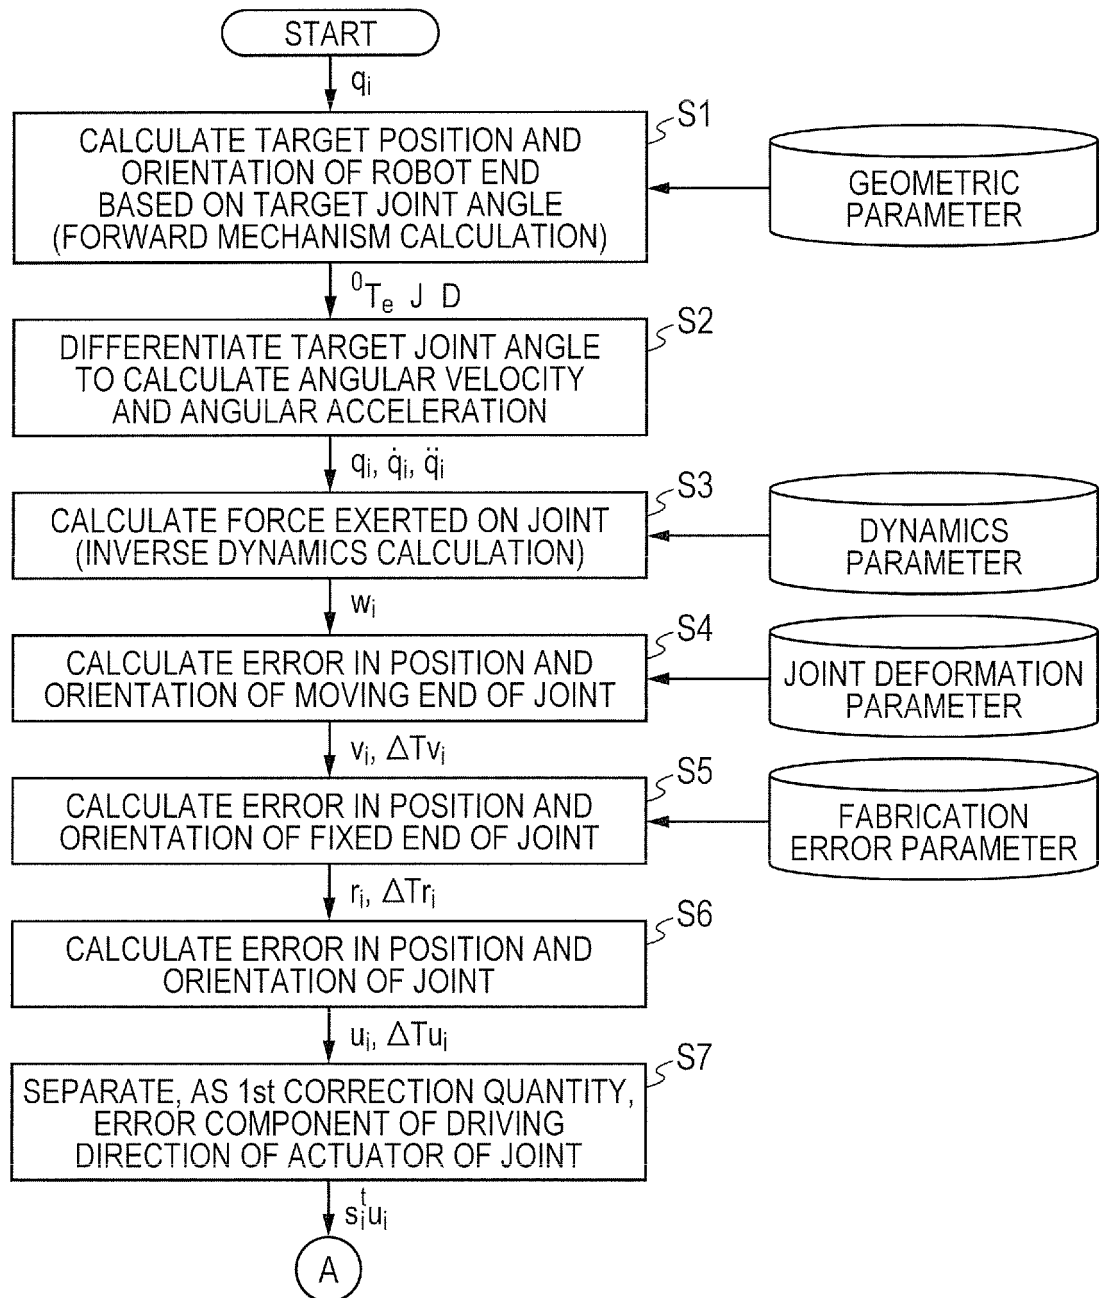 START
qi
S1
CALCULATE TARGET POSITION AND
ORIENTATION OF ROBOT END
BASED ON TARGET JOINT ANGLE
(FORWARD MECHANISM CALCULATION)
GEOMETRIC
PARAMETER
⁰Te J D
S2
DIFFERENTIATE TARGET JOINT ANGLE
TO CALCULATE ANGULAR VELOCITY
AND ANGULAR ACCELERATION
qi, q̇i, q̈i
S3
CALCULATE FORCE EXERTED ON JOINT
(INVERSE DYNAMICS CALCULATION)
DYNAMICS
PARAMETER
wi
S4
CALCULATE ERROR IN POSITION AND
ORIENTATION OF MOVING END OF JOINT
JOINT DEFORMATION
PARAMETER
vi, ΔTvi
S5
CALCULATE ERROR IN POSITION AND
ORIENTATION OF FIXED END OF JOINT
FABRICATION
ERROR PARAMETER
ri, ΔTri
S6
CALCULATE ERROR IN POSITION AND
ORIENTATION OF JOINT
ui, ΔTui
S7
SEPARATE, AS 1st CORRECTION QUANTITY,
ERROR COMPONENT OF DRIVING
DIRECTION OF ACTUATOR OF JOINT
siᵗui
A